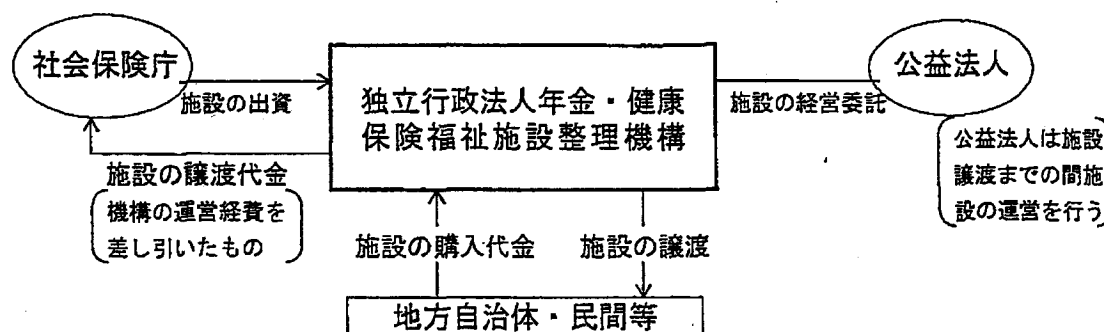 社会保険庁
施設の出資
独立行政法人年金・健康
保険福祉施設整理機構
施設の経営委託
公益法人
公益法人は施設
譲渡までの間施
設の運営を行う
施設の譲渡代金
機構の運営経費を
差し引いたもの
施設の購入代金
施設の譲渡
地方自治体・民間等